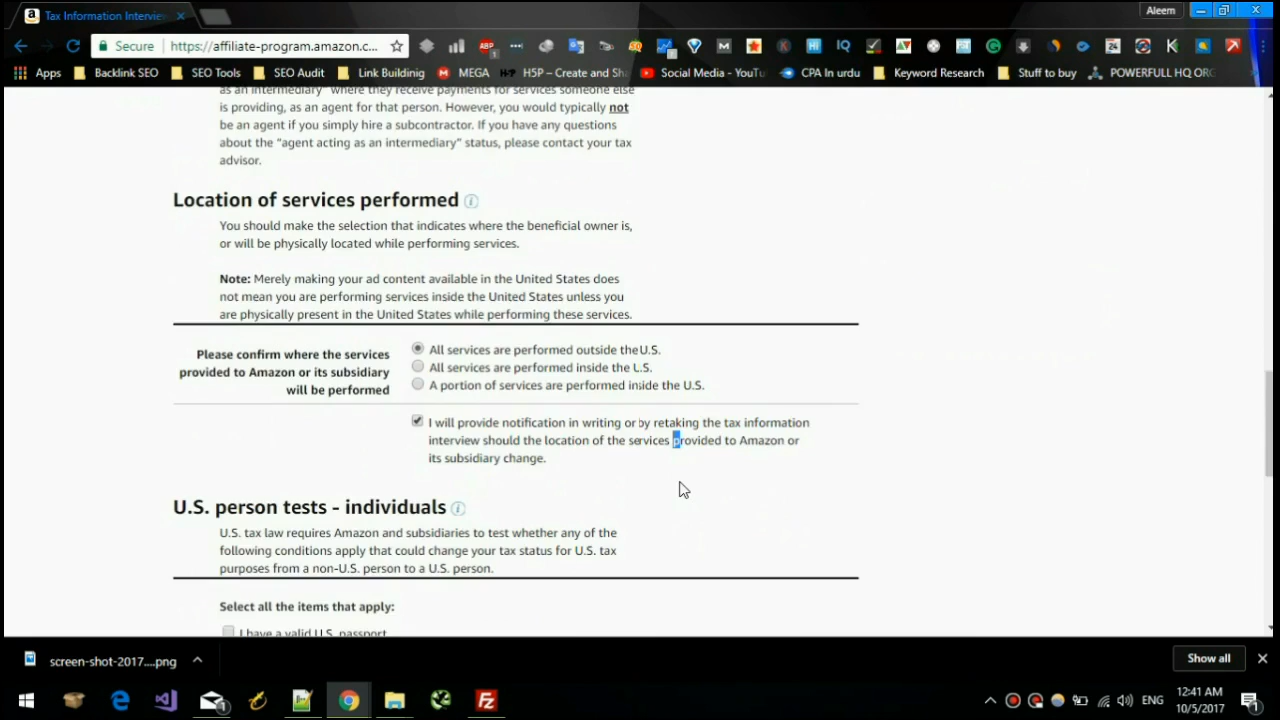 Tax Information Interview
Aleem
Secure
https://affiliate-program.amazon.c...
Apps
Backlink SEO
SEO Tools
SEO Audit
Link Buildinig
MEGA
H5P – Create and Sh
Social Media - YouTu
CPA In urdu
Keyword Research
Stuff to buy
POWERFULL HQ ORG
as an intermediary" where they receive payments for services someone else
is providing, as an agent for that person. However, you would typically not
be an agent if you simply hire a subcontractor. If you have any questions
about the "agent acting as an intermediary" status, please contact your tax
advisor.
Location of services performed
You should make the selection that indicates where the beneficial owner is,
or will be physically located while performing services.
Note: Merely making your ad content available in the United States does
not mean you are performing services inside the United States unless you
are physically present in the United States while performing these services.
Please confirm where the services
provided to Amazon or its subsidiary
will be performed
All services are performed outside the U.S.
All services are performed inside the U.S.
A portion of services are performed inside the U.S.
I will provide notification in writing or by retaking the tax information
interview should the location of the services provided to Amazon or
its subsidiary change.
U.S. person tests - individuals
U.S. tax law requires Amazon and subsidiaries to test whether any of the
following conditions apply that could change your tax status for U.S. tax
purposes from a non-U.S. person to a U.S. person.
Select all the items that apply:
I have a valid U.S. passport
screen-shot-2017....png
Show all
ENG
12:41 AM
10/5/2017